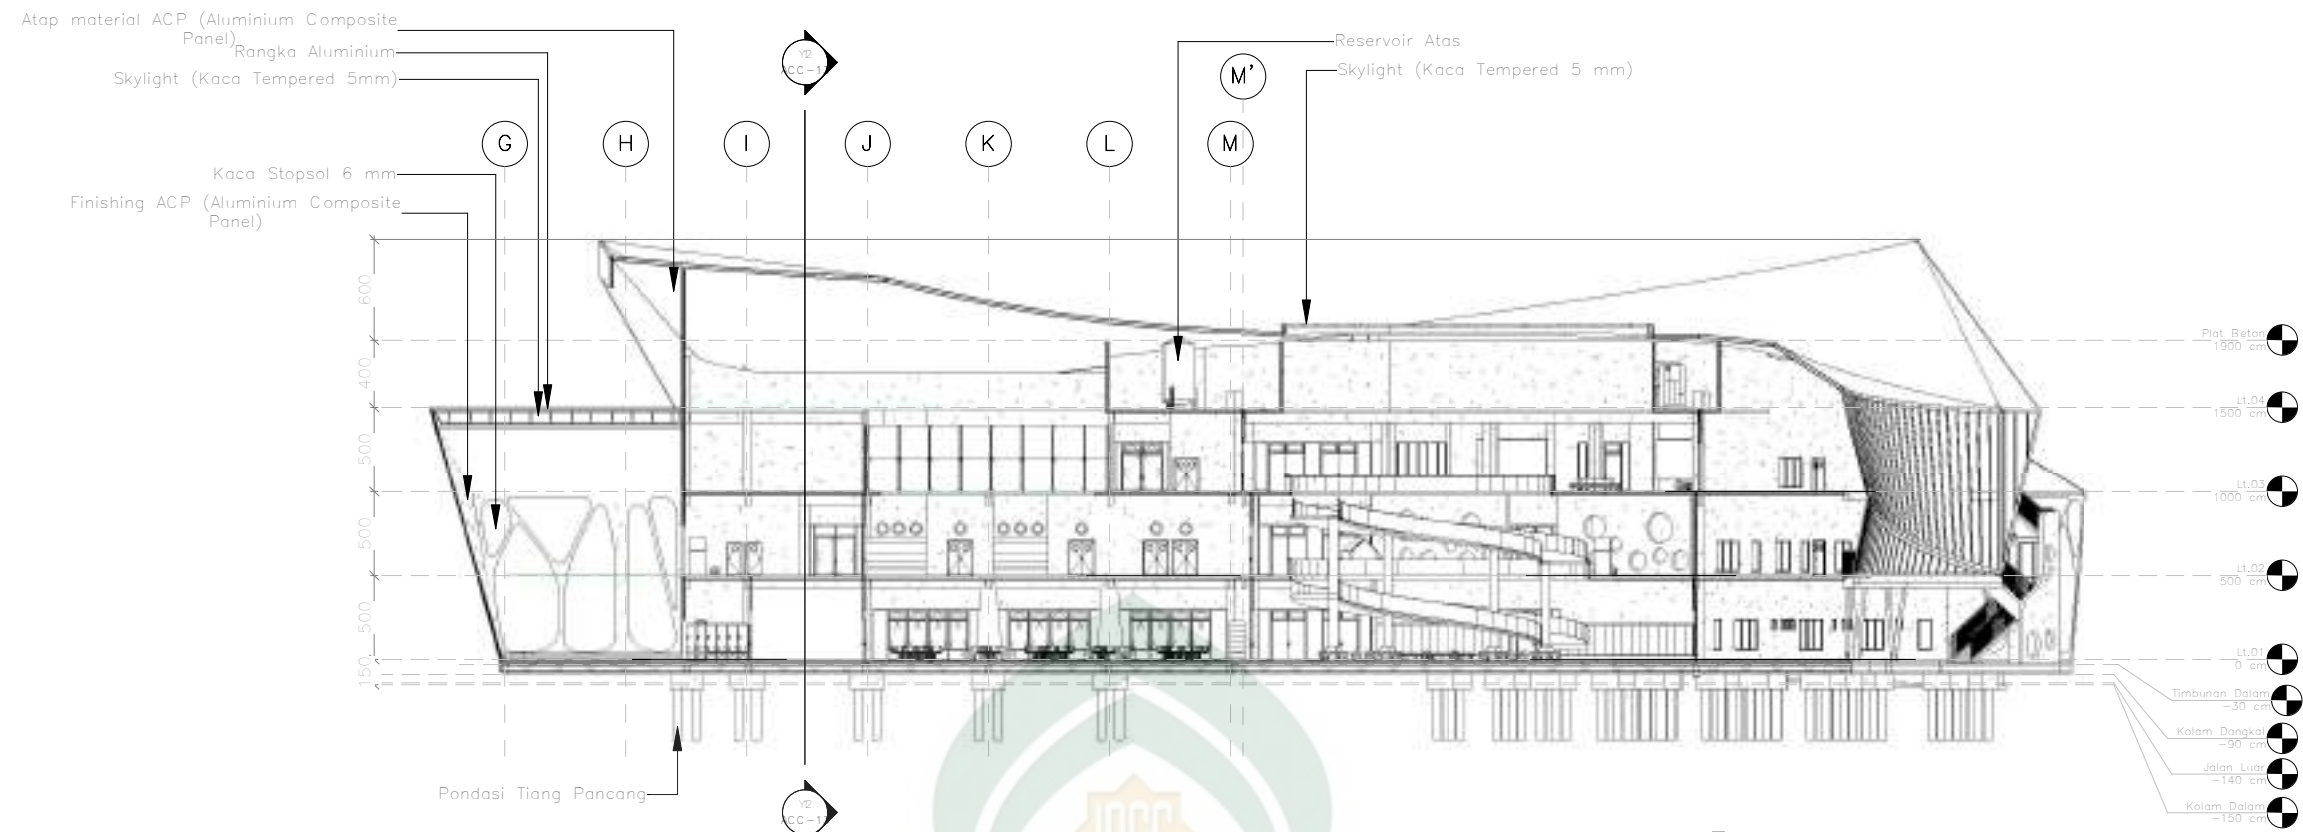 Atap material ACP (Aluminium Composite
Panel)
Rangka Aluminium
Skylight (Kaca Tempered 5mm)
Kaca Stopsol 6 mm
Finishing ACP (Aluminium Composite
Panel)
Reservoir Atas
Skylight (Kaca Tempered 5 mm)
M'
G
H
I
J
K
L
M
600
400
500
500
500
150
Plat Beton
1900 cm
Lt.04
1500 cm
Lt.03
1000 cm
Lt.02
500 cm
Lt.01
0 cm
Timbunan Dalam
-30 cm
Kolam Dangkal
-90 cm
Jalan Luar
-140 cm
Kolam Dalam
-150 cm
Pondasi Tiang Pancang